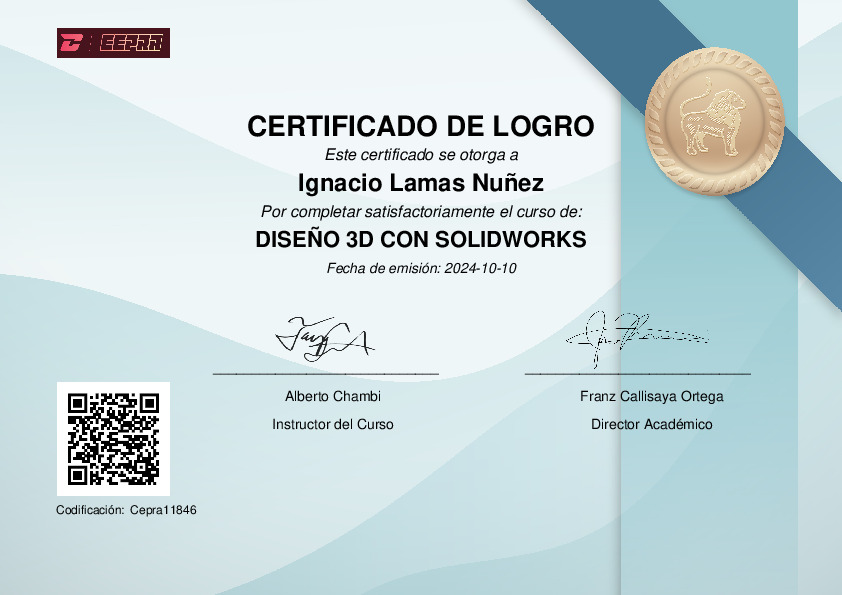 CEPRA
CERTIFICADO DE LOGRO
Este certificado se otorga a
Ignacio Lamas Nuñez
Por completar satisfactoriamente el curso de:
DISEÑO 3D CON SOLIDWORKS
Fecha de emisión: 2024-10-10
Alberto Chambi
Instructor del Curso
Franz Callisaya Ortega
Director Académico
Codificación: Cepra11846